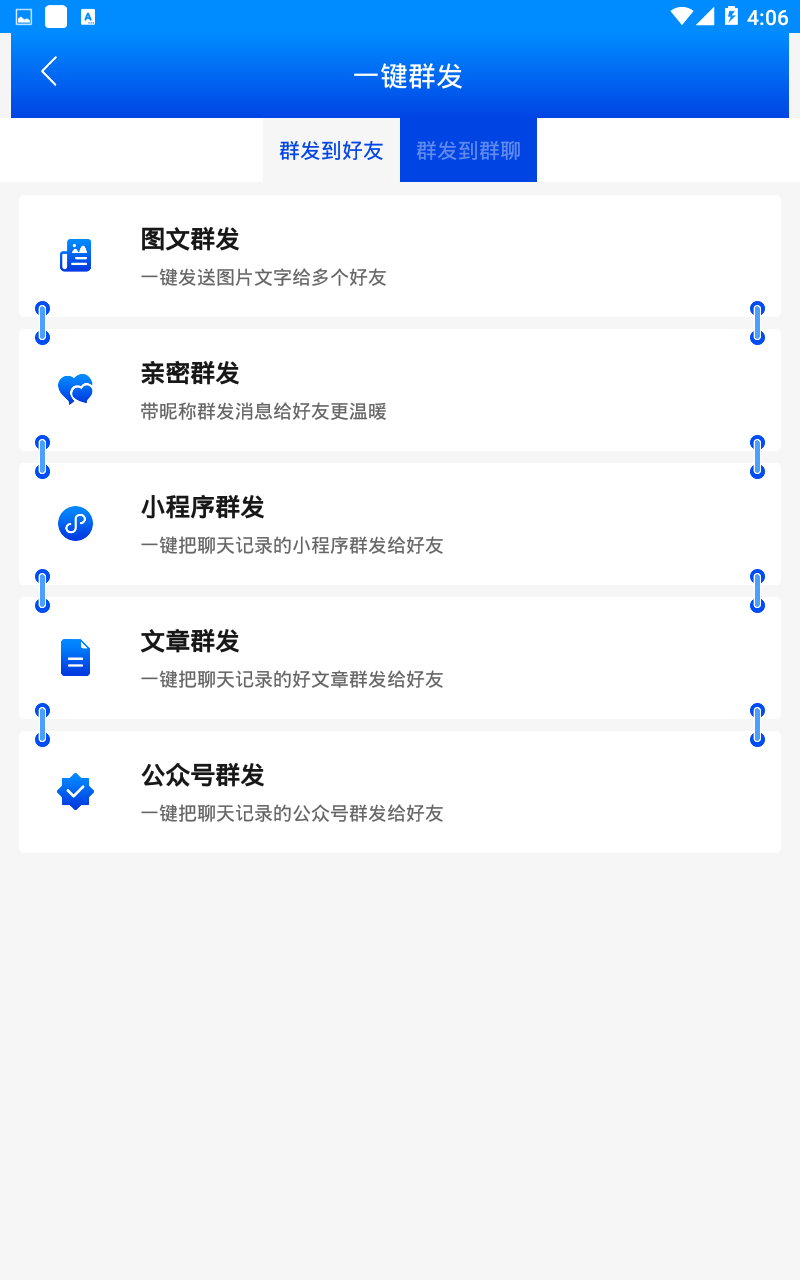 4:06
一键群发
群发到好友 群发到群聊
图文群发
一键发送图片文字给多个好友
亲密群发
带昵称群发消息给好友更温暖
小程序群发
一键把聊天记录的小程序群发给好友
文章群发
一键把聊天记录的好文章群发给好友
公众号群发
一键把聊天记录的公众号群发给好友